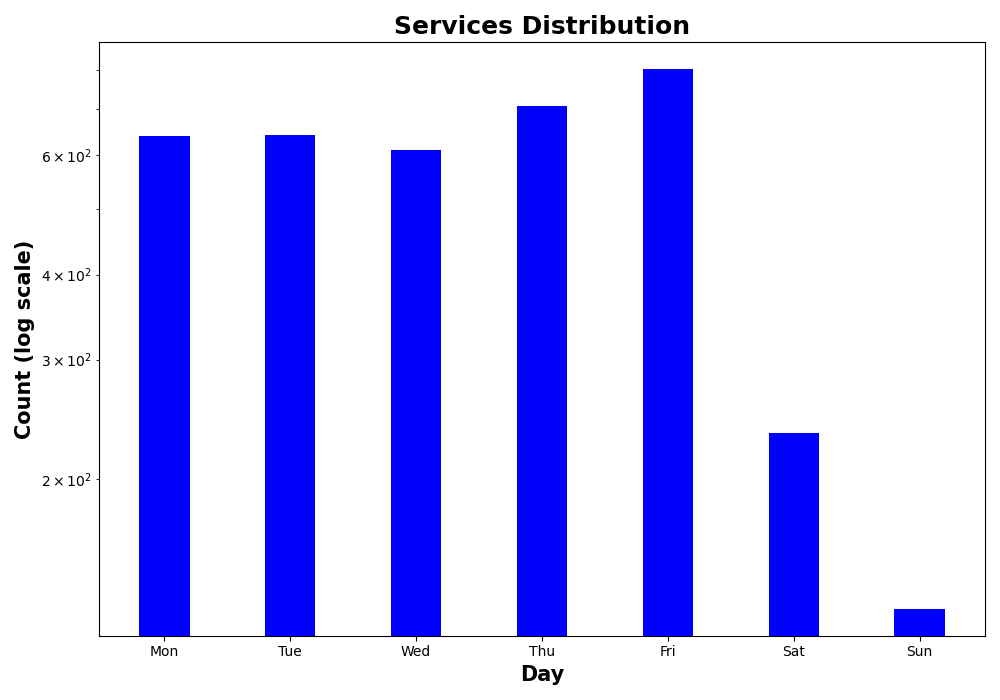 Services Distribution
Count (log scale)
6 × 10²
4 × 10²
3 × 10²
2 × 10²
Mon Tue Wed Thu Fri Sat Sun
Day